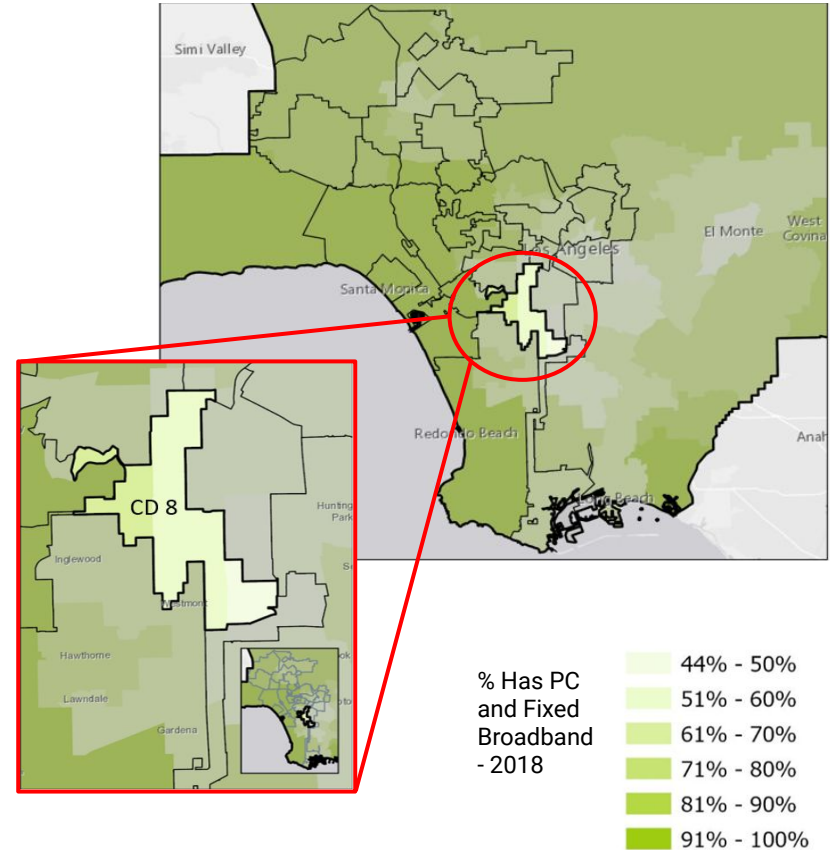 Simi Valley
El Monte
West
Covina
Los Angeles
Santa Monica
Redondo Beach
Anah
Long Beach
CD 8
Hunting
Park
Inglewood
Westmont
Hawthorne
Lawndale
Gardena
% Has PC
and Fixed
Broadband
- 2018
44% - 50%
51% - 60%
61% - 70%
71% - 80%
81% - 90%
91% - 100%